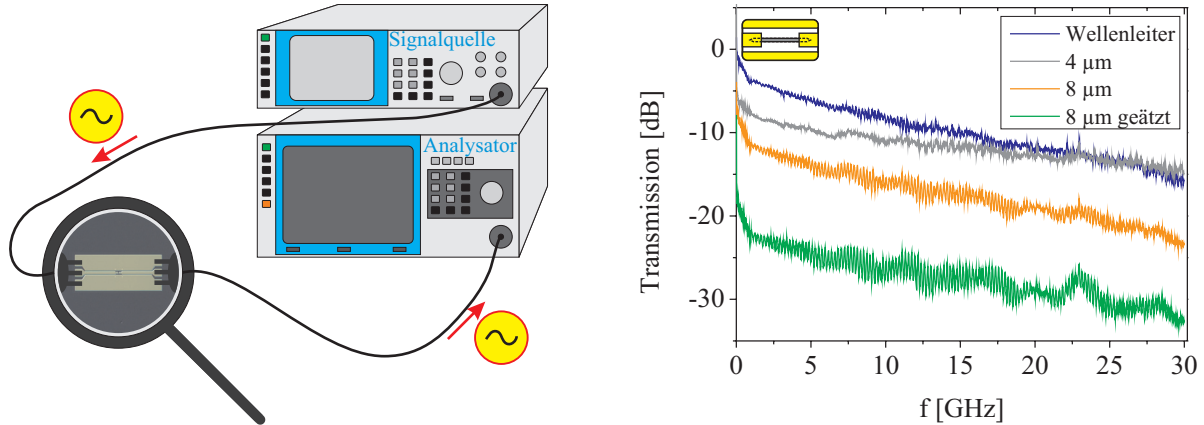 Signalquelle
Analysator
Transmission [dB]
0
-10
-20
-30
Wellenleiter
4 µm
8 µm
8 µm geätzt
0 5 10 15 20 25 30
f [GHz]